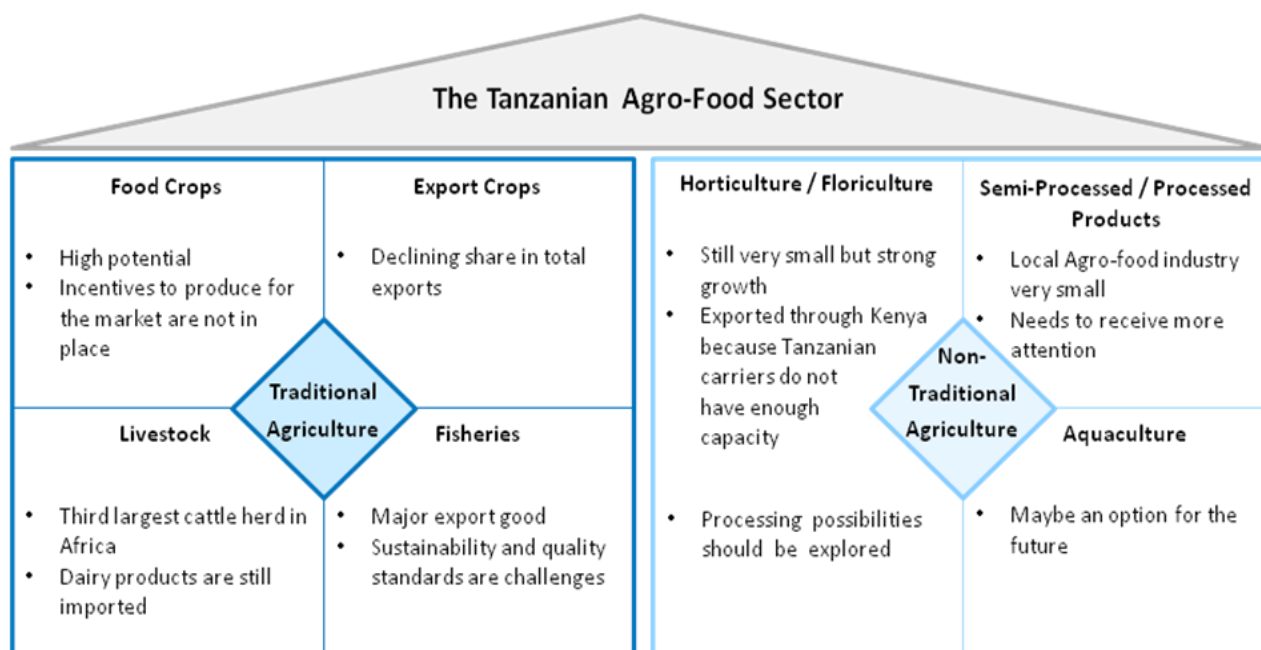 The Tanzanian Agro-Food Sector
Food Crops
• High potential
• Incentives to produce for
the market are not in
place
Export Crops
• Declining share in total
exports
Traditional
Agriculture
Livestock
• Third largest cattle herd in
Africa
• Dairy products are still
imported
Fisheries
• Major export good
• Sustainability and quality
standards are challenges
Horticulture / Floriculture
• Still very small but strong
growth
• Exported through Kenya
because Tanzanian
carriers do not
have enough
capacity
• Processing possibilities
should be explored
Semi-Processed / Processed
Products
• Local Agro-food industry
very small
• Needs to receive more
attention
Non-
Traditional
Agriculture
Aquaculture
• Maybe an option for the
future